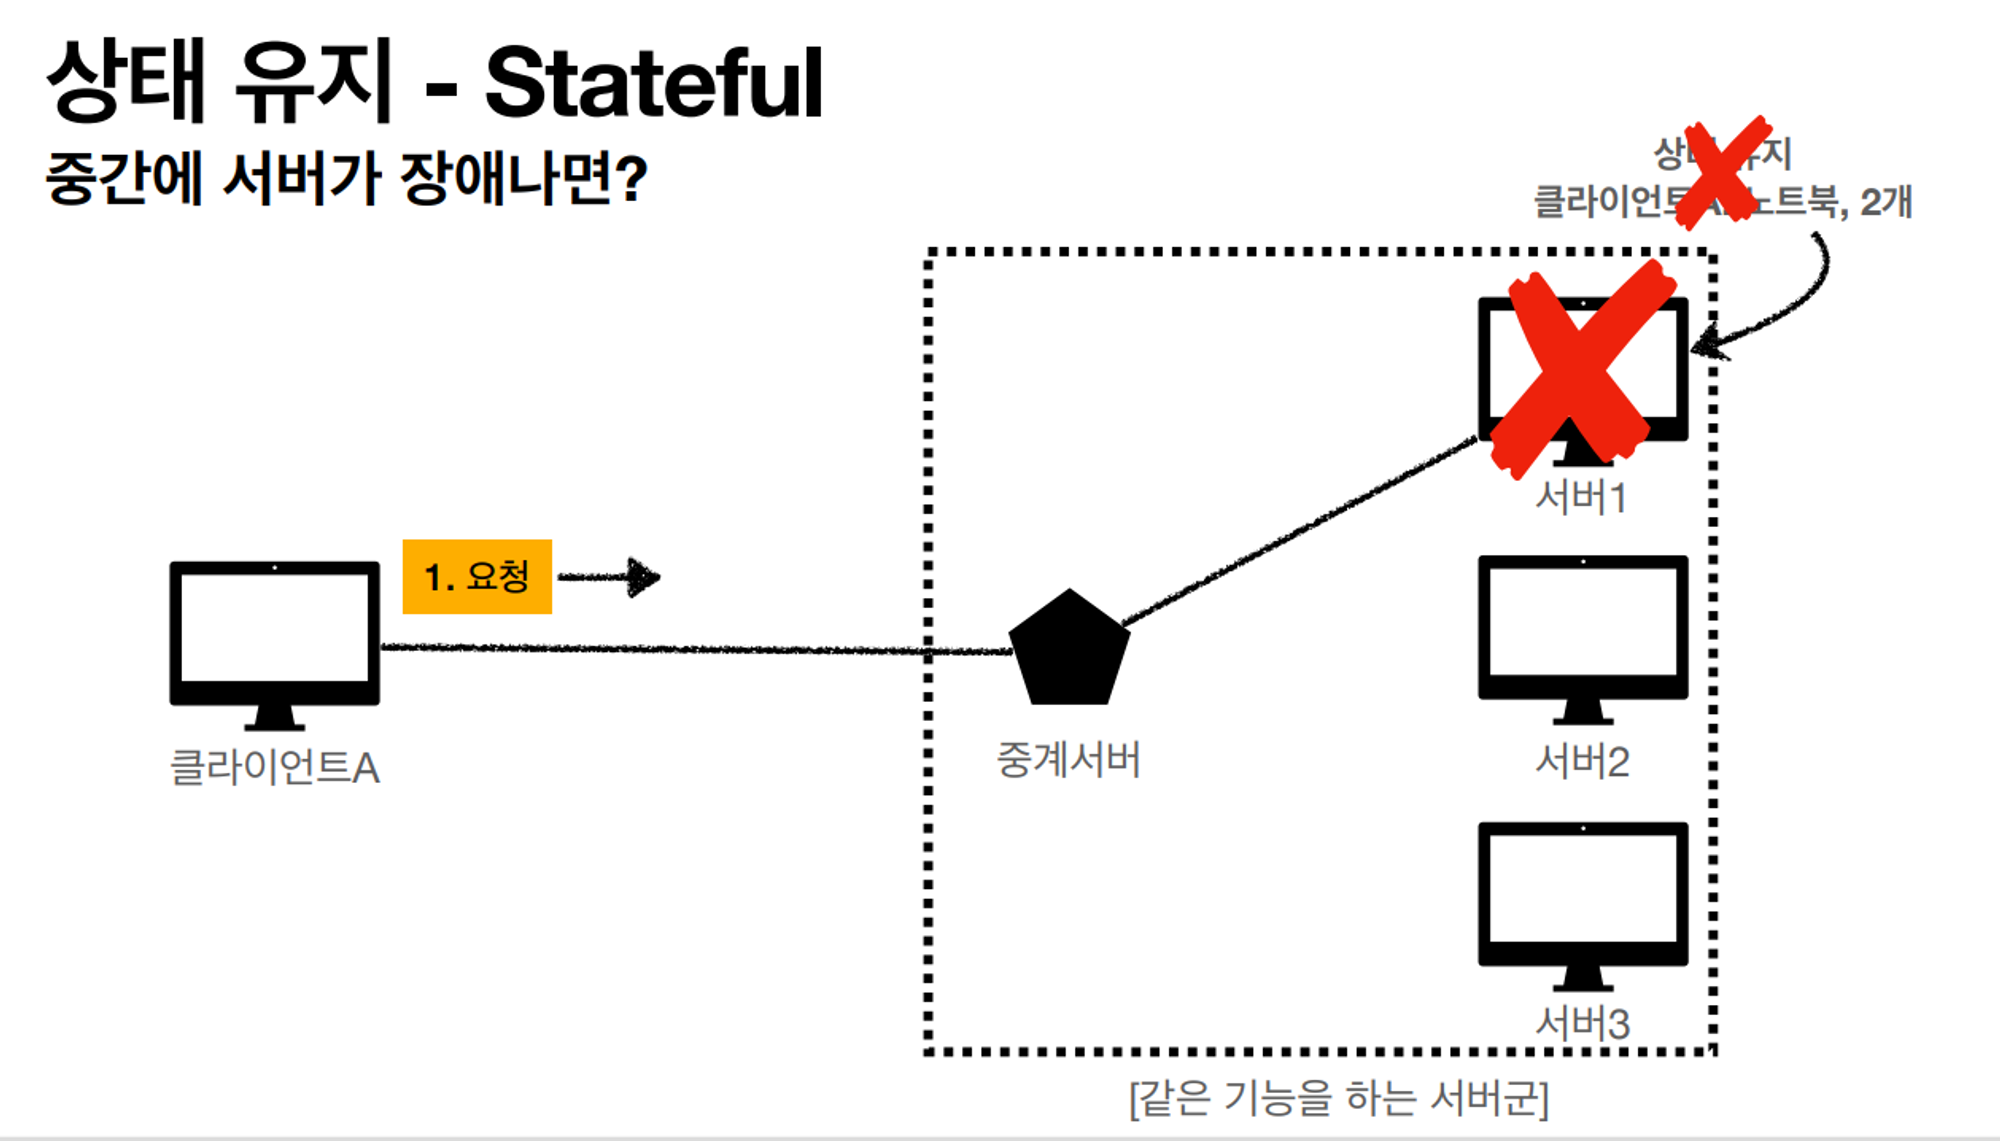 상태 유지 - Stateful
중간에 서버가 장애나면?
상태 유지
클라이언트A: 노트북, 2개
서버1
1. 요청
클라이언트A
중계서버
서버2
서버3
[같은 기능을 하는 서버군]